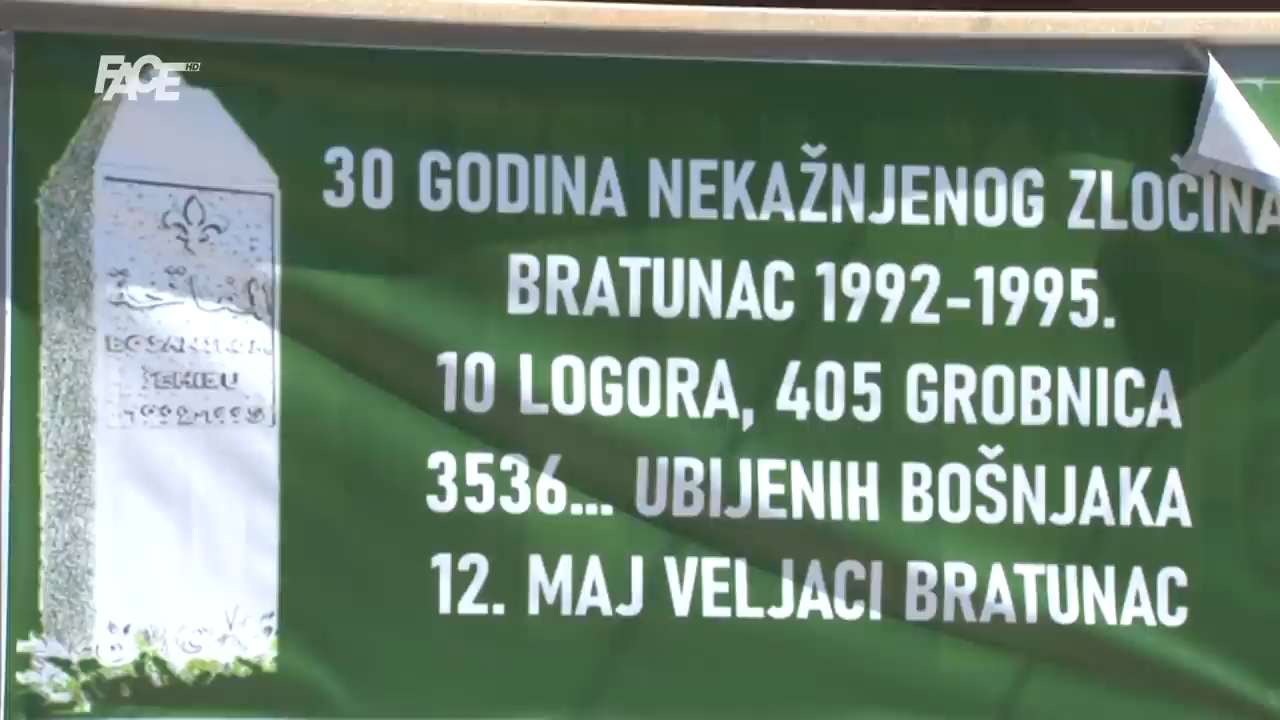 FACE HD
30 GODINA NEKAŽNJENOG ZLOČINA
BRATUNAC 1992-1995.
10 LOGORA, 405 GROBNICA
3536... UBIJENIH BOŠNJAKA
12. MAJ VELJACI BRATUNAC
الفاتحة